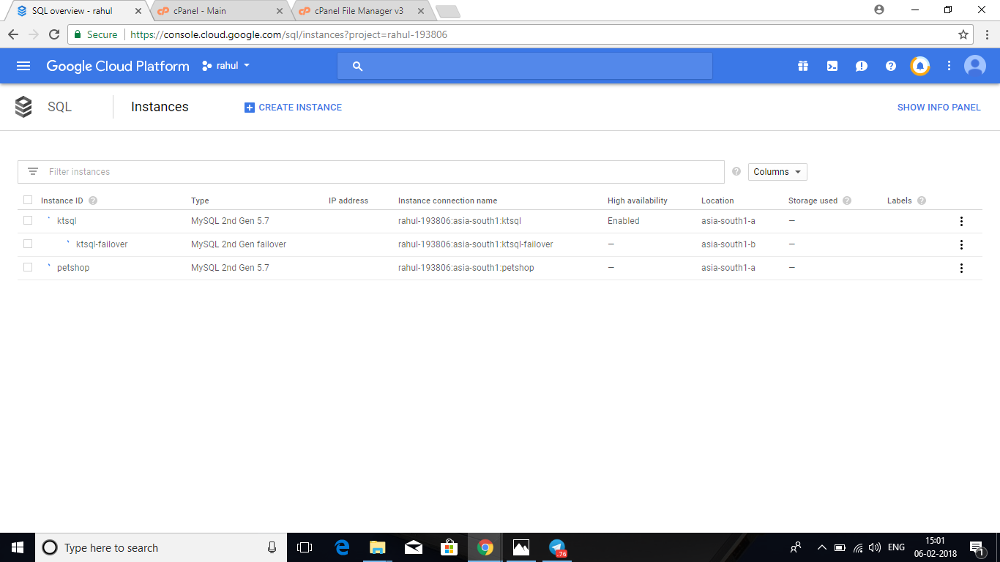 SQL overview - rahul cPanel - Main cPanel File Manager v3
Secure https://console.cloud.google.com/sql/instances?project=rahul-193806
Google Cloud Platform rahul
SQL Instances CREATE INSTANCE SHOW INFO PANEL
Filter instances Columns
Instance ID Type IP address Instance connection name High availability Location Storage used Labels
ktsql MySQL 2nd Gen 5.7 rahul-193806:asia-south1:ktsql Enabled asia-south1-a —
ktsql-failover MySQL 2nd Gen failover rahul-193806:asia-south1:ktsql-failover — asia-south1-b —
petshop MySQL 2nd Gen 5.7 rahul-193806:asia-south1:petshop — asia-south1-a —
Type here to search ENG 15:01
.76 06-02-2018 1